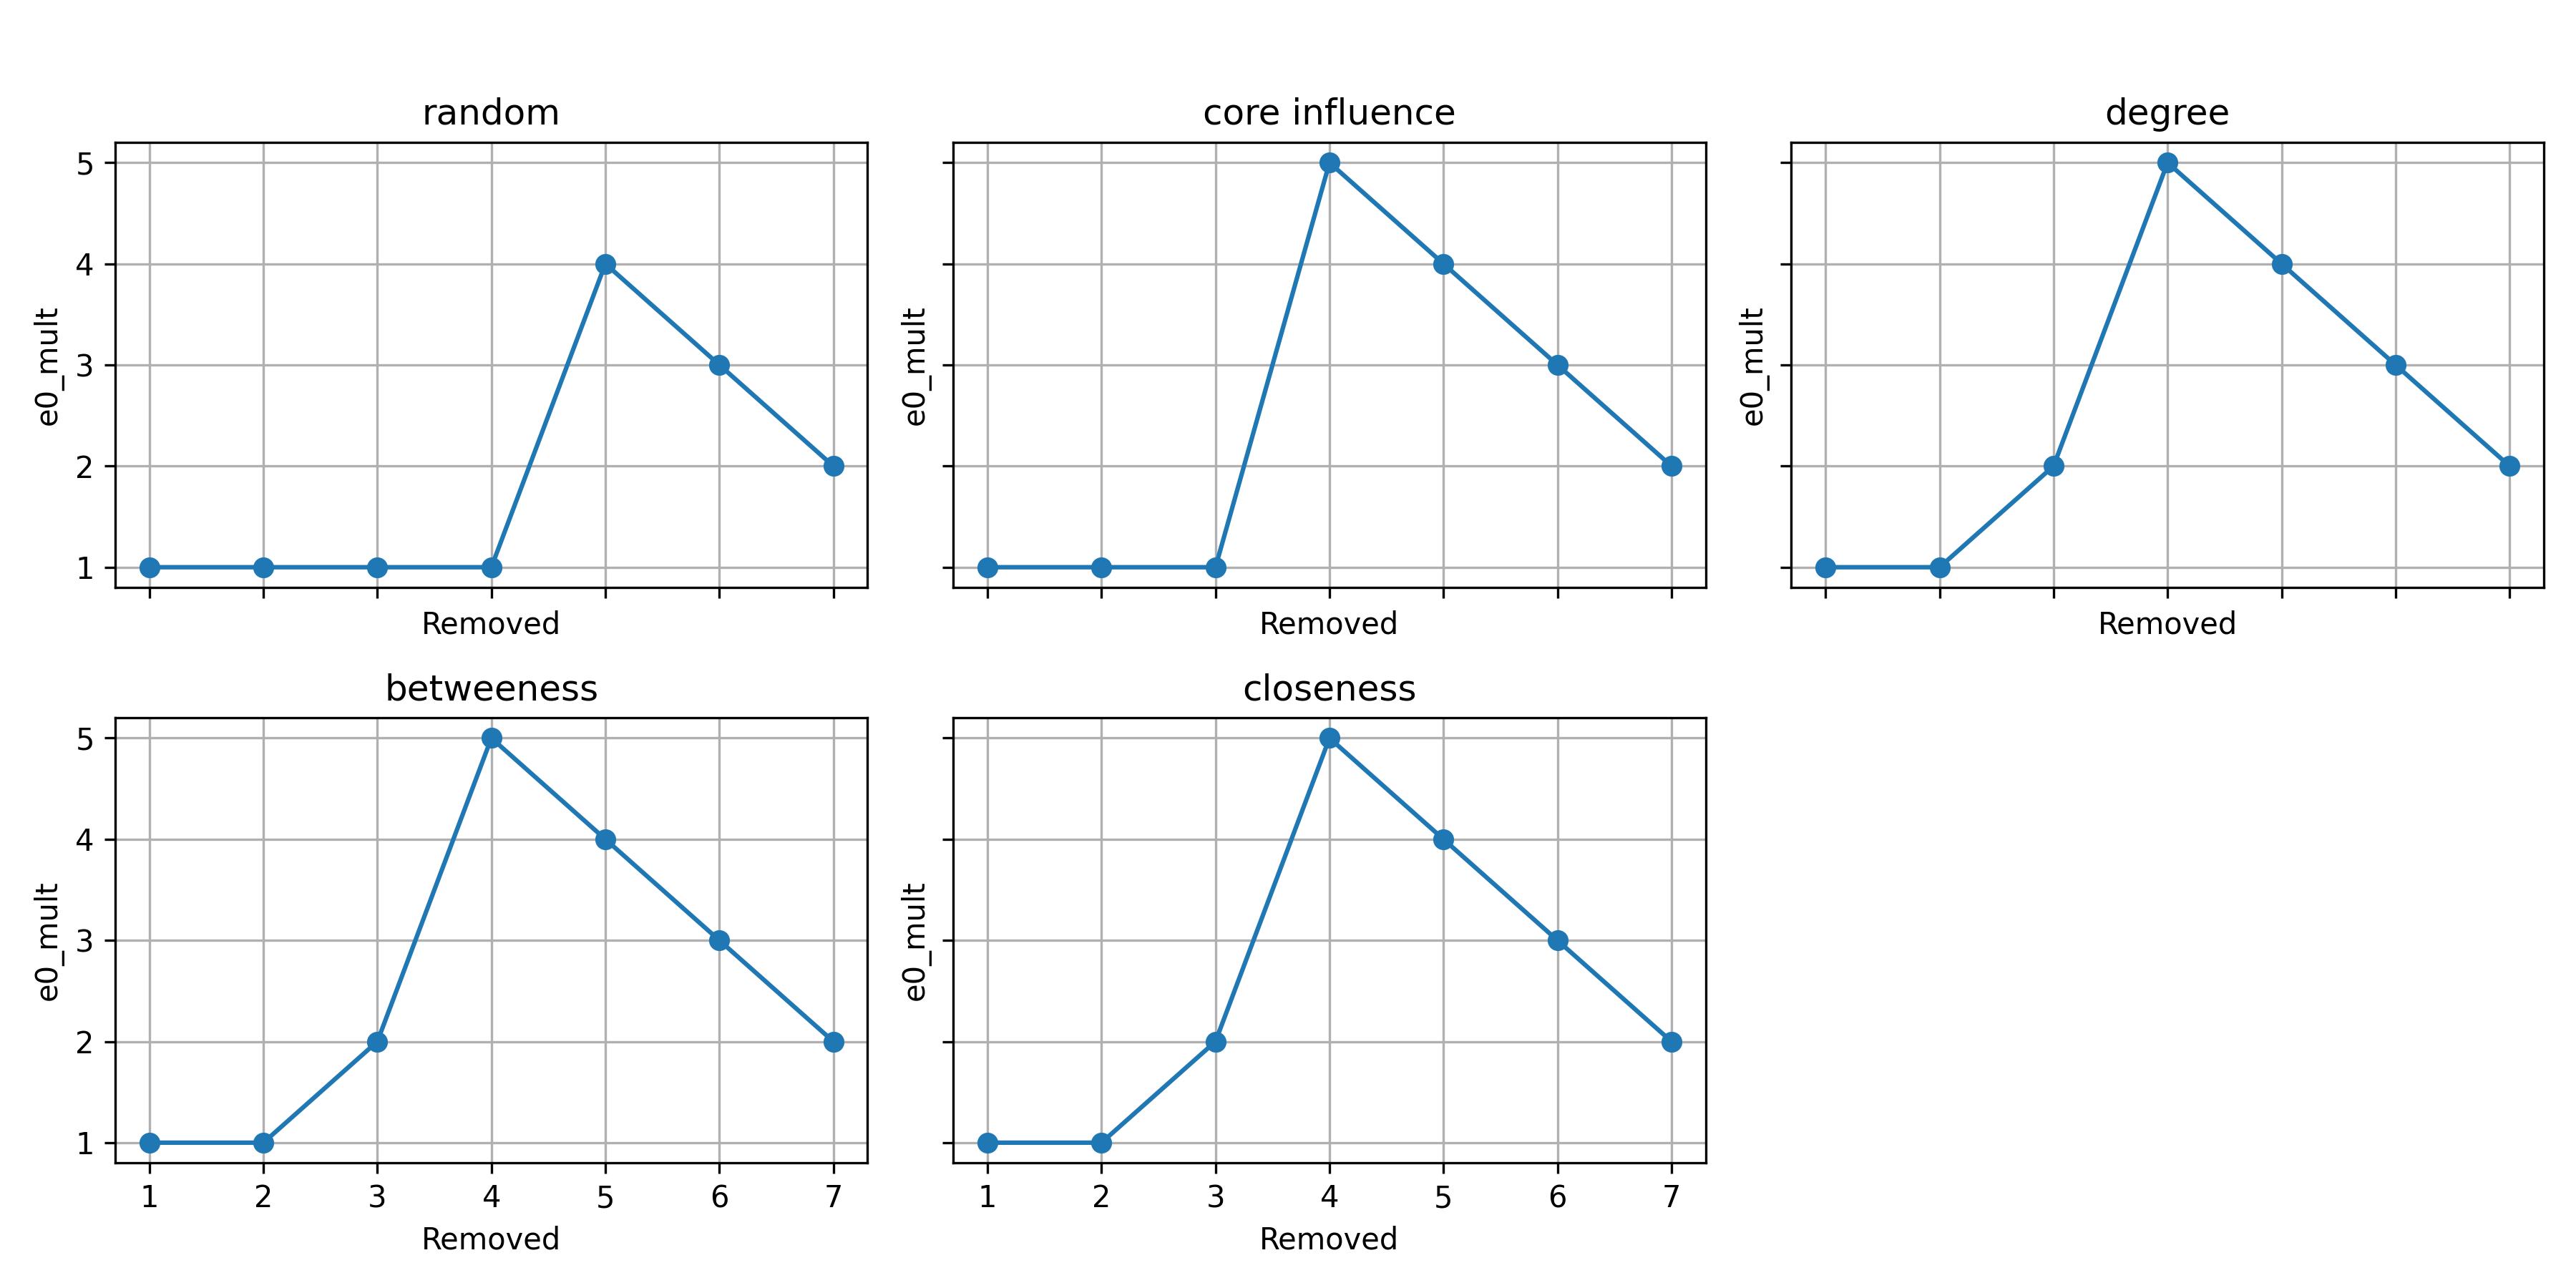 random
core influence
degree
5
4
3
2
1
e0_mult
e0_mult
e0_mult
Removed
Removed
Removed
betweeness
closeness
5
4
3
2
1
e0_mult
e0_mult
1 2 3 4 5 6 7
1 2 3 4 5 6 7
Removed
Removed